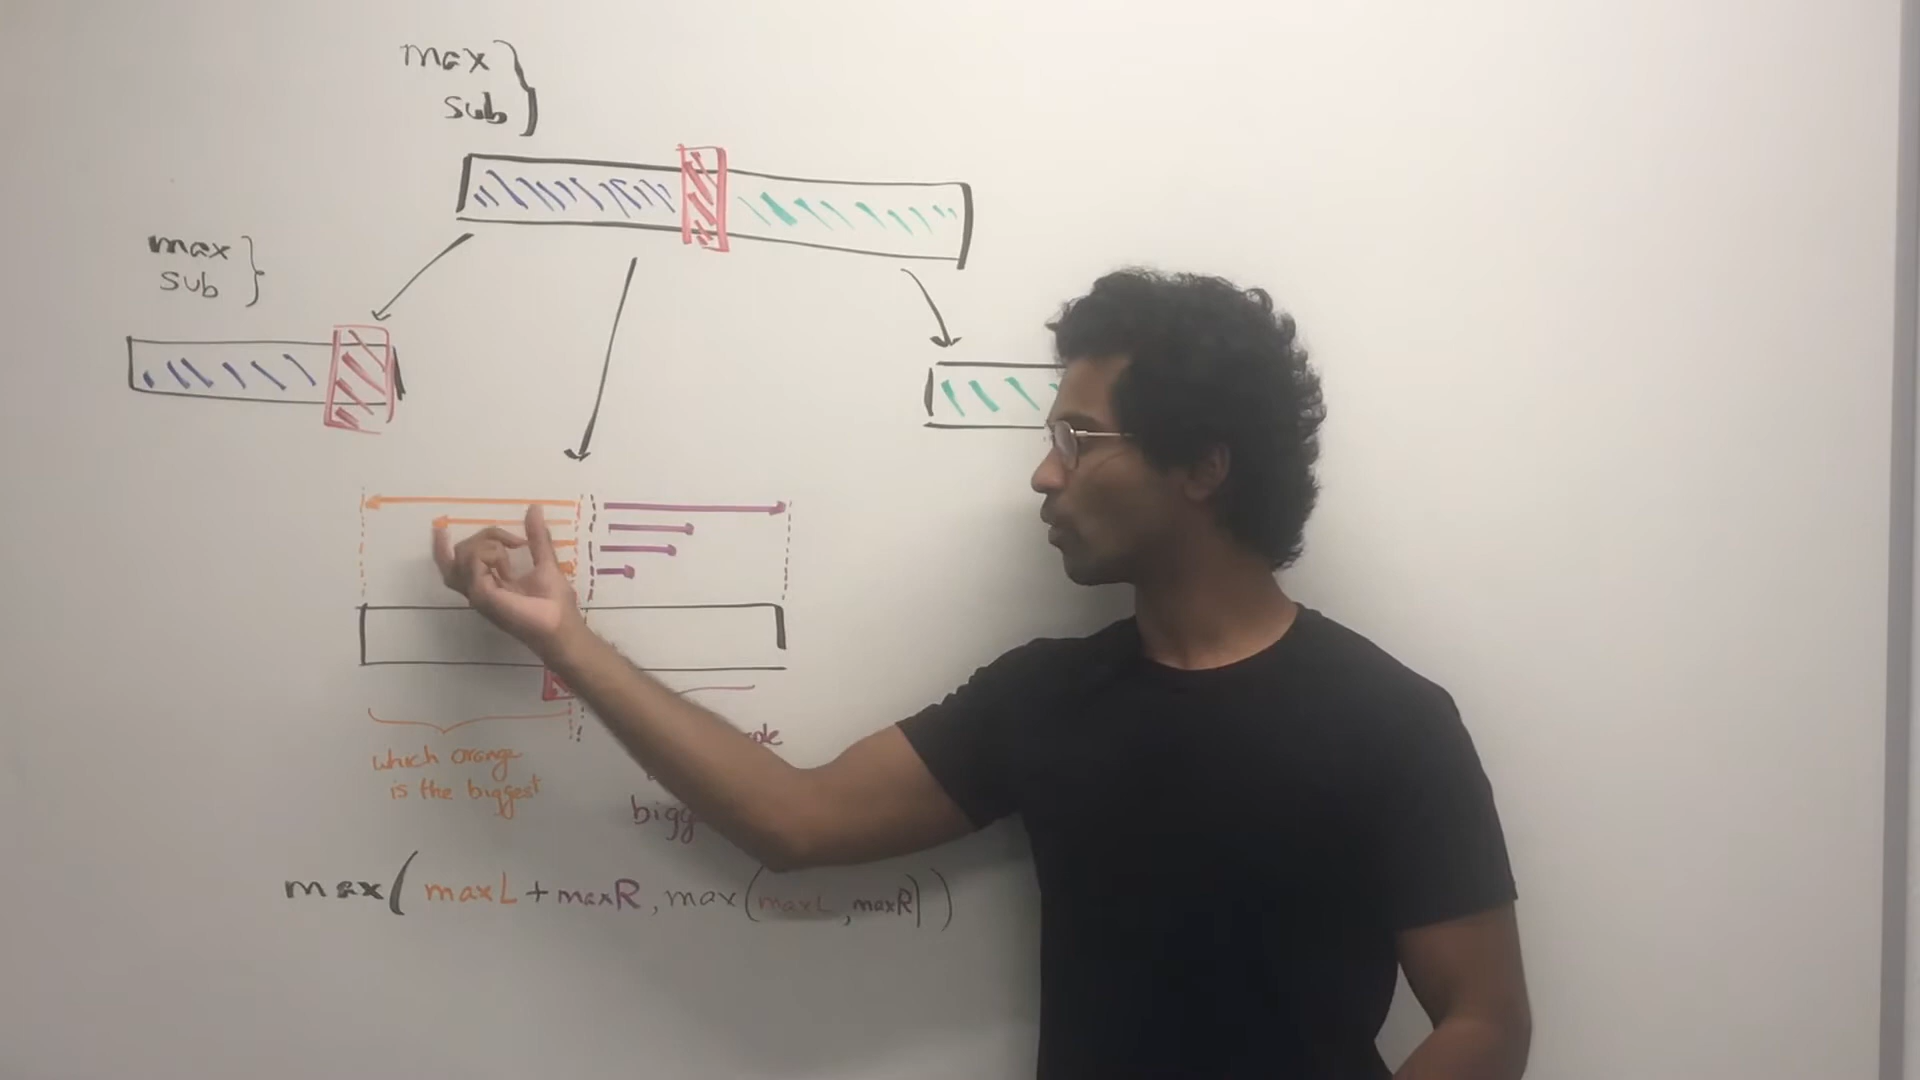 max
sub
max
sub
which orange
is the biggest
max( maxL + maxR, max(maxL, maxR))